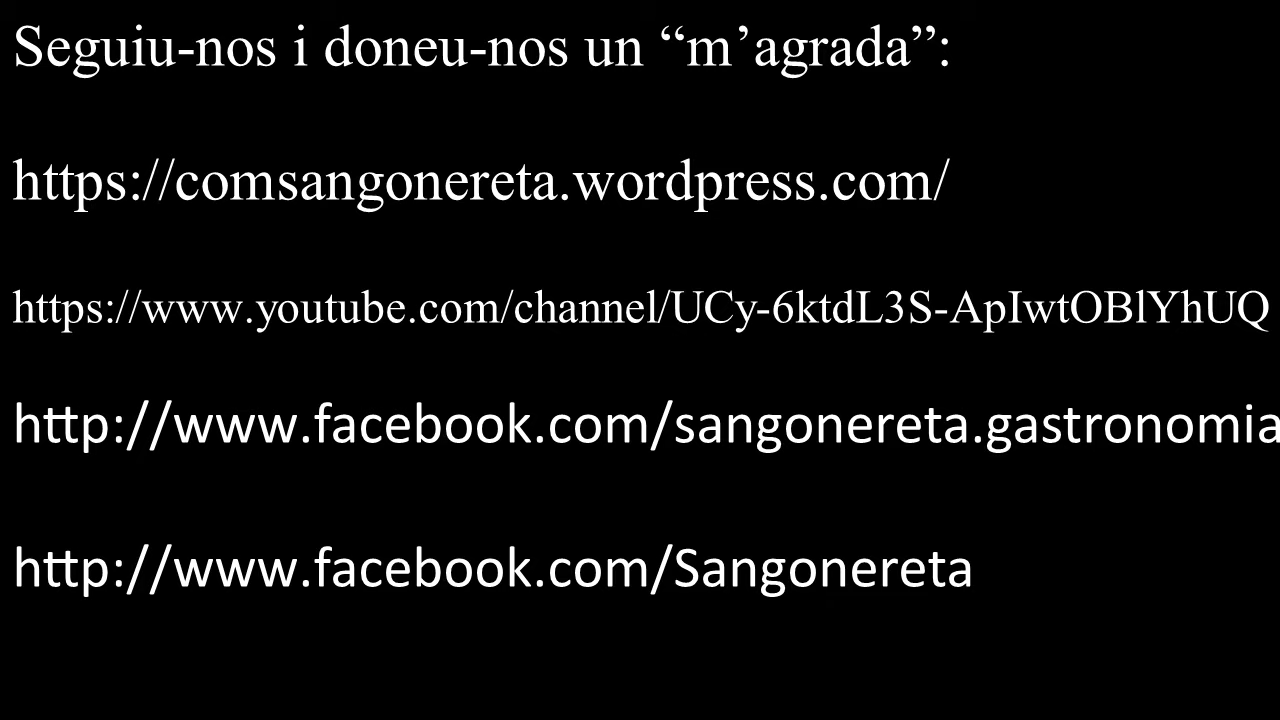 Seguiu-nos i doneu-nos un “m’agrada”:
https://comsangonereta.wordpress.com/
https://www.youtube.com/channel/UCy-6ktdL3S-ApIwtOBlYhUQ
http://www.facebook.com/sangonereta.gastronomia
http://www.facebook.com/Sangonereta